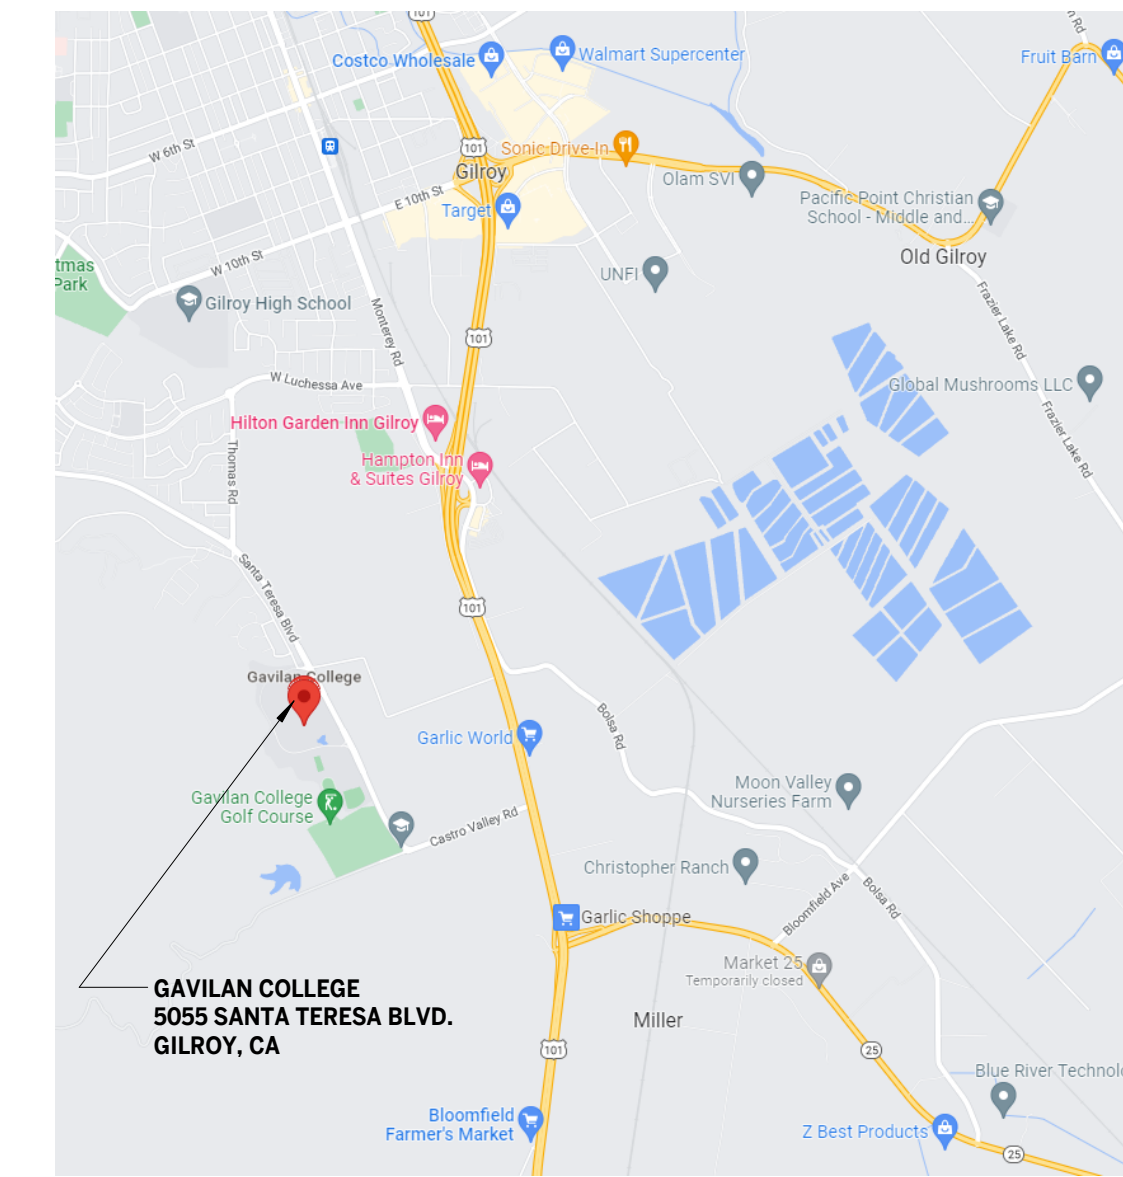 101
m Rd
Costco Wholesale
Walmart Supercenter
Fruit Barn
W 6th St
101
Sonic Drive-In
Gilroy
Olam SVI
E 10th St
Pacific Point Christian
School - Middle and...
Target
W 10th St
Old Gilroy
tmas
Park
UNFI
Gilroy High School
Monterey Rd
Frazier Lake Rd
101
W Luchessa Ave
Global Mushrooms LLC
Hilton Garden Inn Gilroy
Frazier Lake Rd
Thomas Rd
Hampton Inn
& Suites Gilroy
Santa Teresa Blvd
101
Gavilan College
Bolsa Rd
Garlic World
Moon Valley
Nurseries Farm
Gavilan College
Golf Course
Castro Valley Rd
Christopher Ranch
Bloomfield Ave
Bolsa Rd
Garlic Shoppe
Market 25
Temporarily closed
GAVILAN COLLEGE
5055 SANTA TERESA BLVD.
GILROY, CA
Miller
101
25
Blue River Technolo
Bloomfield
Farmer's Market
Z Best Products
25